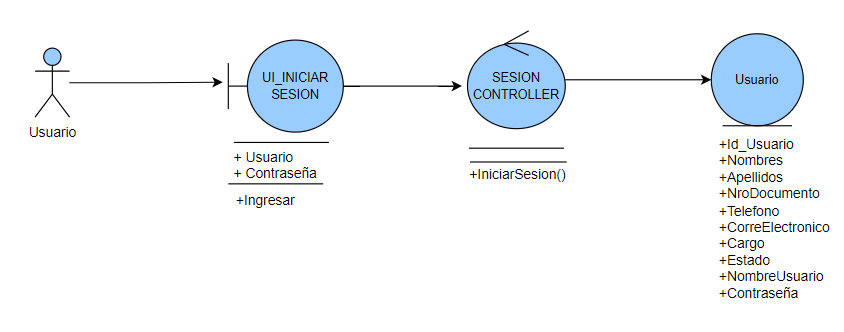 Usuario
UI_INICIAR
SESION
+ Usuario
+ Contraseña
+Ingresar
SESION
CONTROLLER
+IniciarSesion()
Usuario
+Id_Usuario
+Nombres
+Apellidos
+NroDocumento
+Telefono
+CorreElectronico
+Cargo
+Estado
+NombreUsuario
+Contraseña